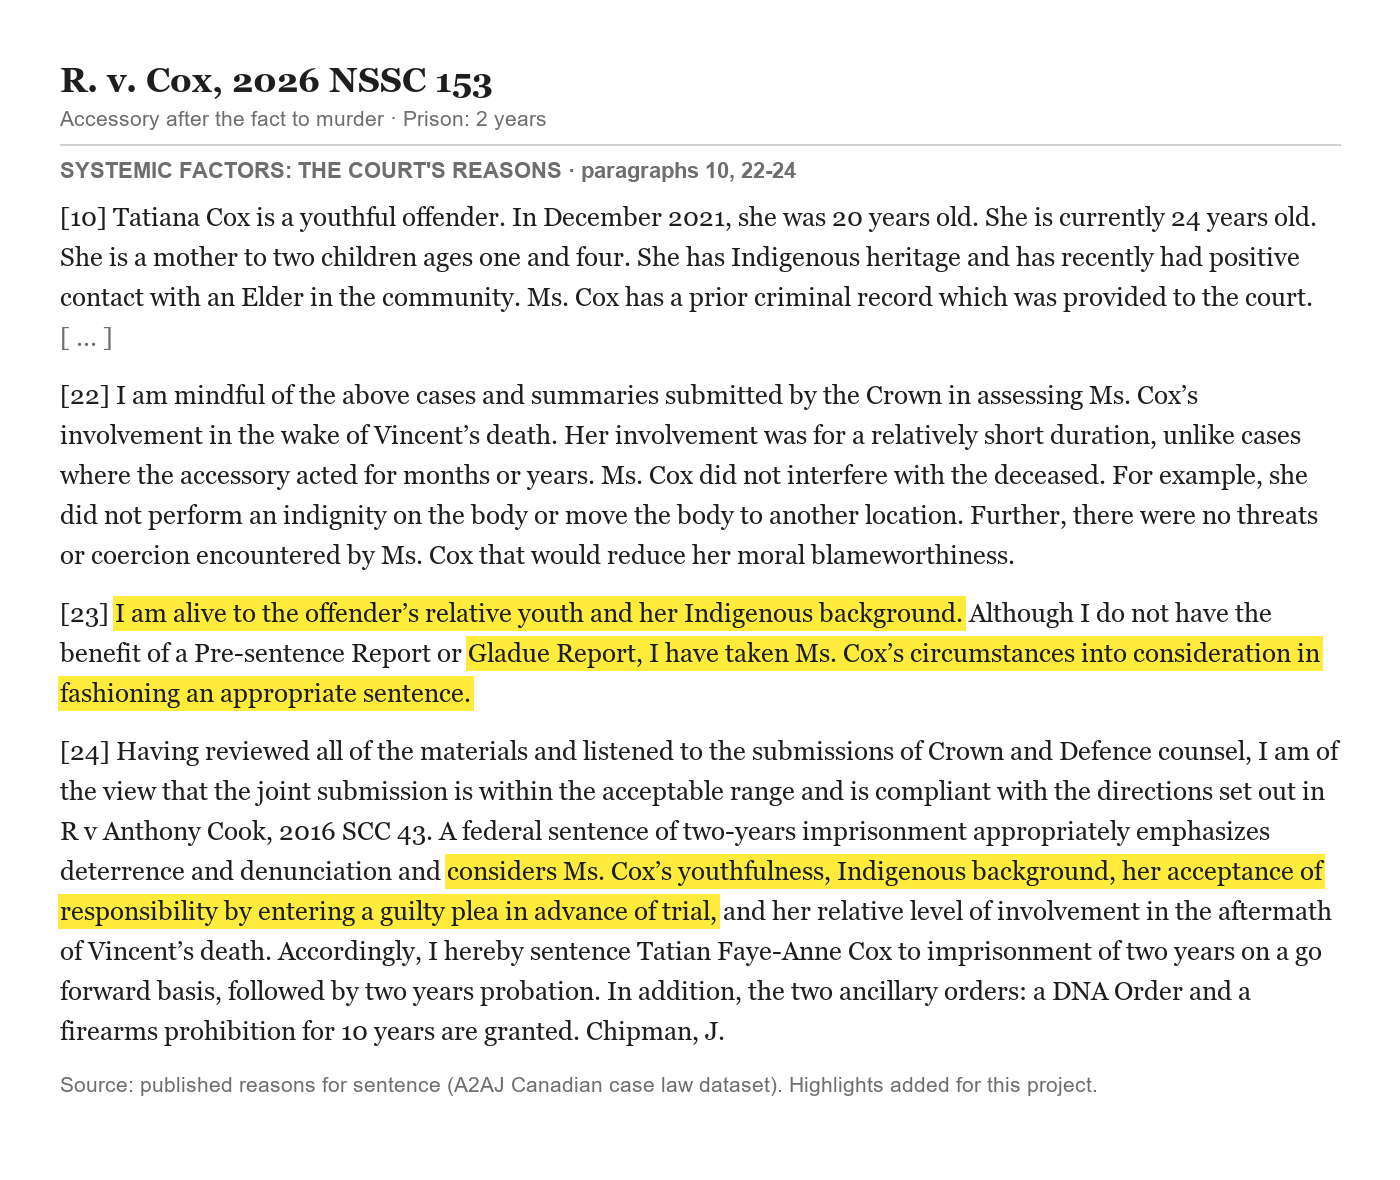 R. v. Cox, 2026 NSSC 153
Accessory after the fact to murder · Prison: 2 years
SYSTEMIC FACTORS: THE COURT'S REASONS · paragraphs 10, 22-24
[10] Tatiana Cox is a youthful offender. In December 2021, she was 20 years old. She is currently 24 years old.
She is a mother to two children ages one and four. She has Indigenous heritage and has recently had positive
contact with an Elder in the community. Ms. Cox has a prior criminal record which was provided to the court.
[ ... ]
[22] I am mindful of the above cases and summaries submitted by the Crown in assessing Ms. Cox’s
involvement in the wake of Vincent’s death. Her involvement was for a relatively short duration, unlike cases
where the accessory acted for months or years. Ms. Cox did not interfere with the deceased. For example, she
did not perform an indignity on the body or move the body to another location. Further, there were no threats
or coercion encountered by Ms. Cox that would reduce her moral blameworthiness.
[23] I am alive to the offender’s relative youth and her Indigenous background. Although I do not have the
benefit of a Pre-sentence Report or Gladue Report, I have taken Ms. Cox’s circumstances into consideration in
fashioning an appropriate sentence.
[24] Having reviewed all of the materials and listened to the submissions of Crown and Defence counsel, I am of
the view that the joint submission is within the acceptable range and is compliant with the directions set out in
R v Anthony Cook, 2016 SCC 43. A federal sentence of two-years imprisonment appropriately emphasizes
deterrence and denunciation and considers Ms. Cox’s youthfulness, Indigenous background, her acceptance of
responsibility by entering a guilty plea in advance of trial, and her relative level of involvement in the aftermath
of Vincent’s death. Accordingly, I hereby sentence Tatian Faye-Anne Cox to imprisonment of two years on a go
forward basis, followed by two years probation. In addition, the two ancillary orders: a DNA Order and a
firearms prohibition for 10 years are granted. Chipman, J.
Source: published reasons for sentence (A2AJ Canadian case law dataset). Highlights added for this project.